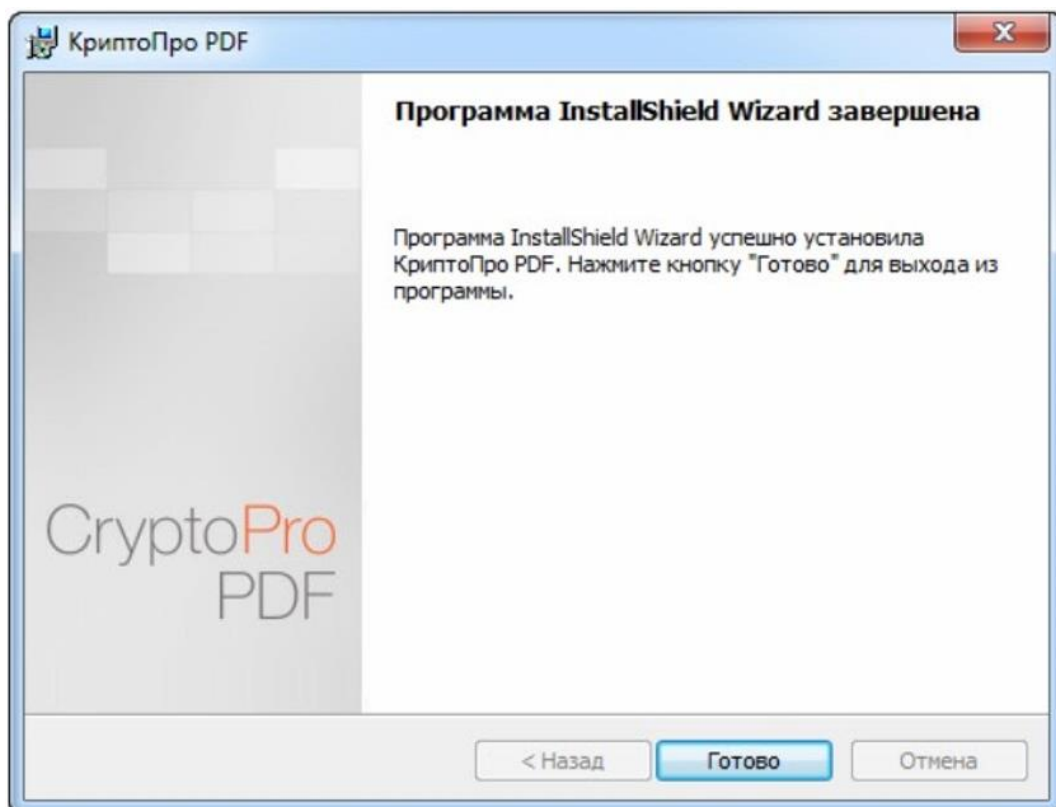 КриптоПро PDF
Программа InstallShield Wizard завершена
Программа InstallShield Wizard успешно установила
КриптоПро PDF. Нажмите кнопку "Готово" для выхода из
программы.
CryptoPro
PDF
< Назад
Готово
Отмена